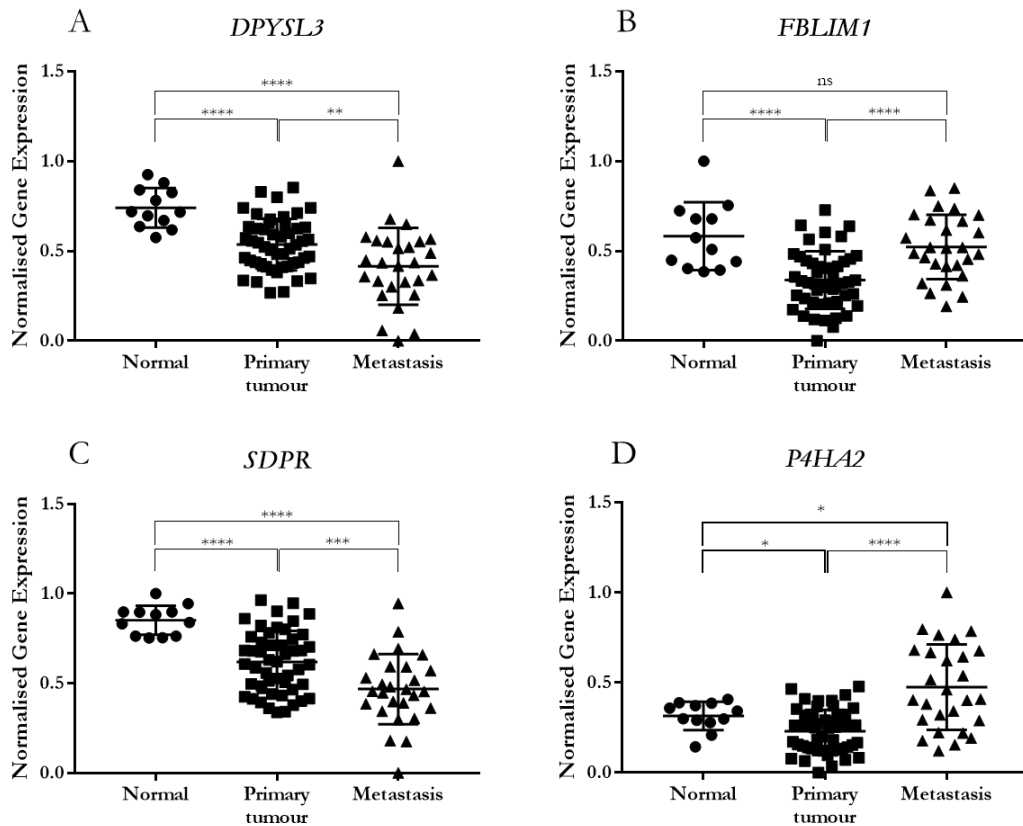 A
DPYSL3
Normalised Gene Expression
1.5
1.0
0.5
0.0
****
****
**
Normal
Primary
tumour
Metastasis
B
FBLIM1
Normalised Gene Expression
1.5
1.0
0.5
0.0
ns
****
****
Normal
Primary
tumour
Metastasis
C
SDPR
Normalised Gene Expression
1.5
1.0
0.5
0.0
****
****
***
Normal
Primary
tumour
Metastasis
D
P4HA2
Normalised Gene Expression
1.5
1.0
0.5
0.0
*
*
****
Normal
Primary
tumour
Metastasis